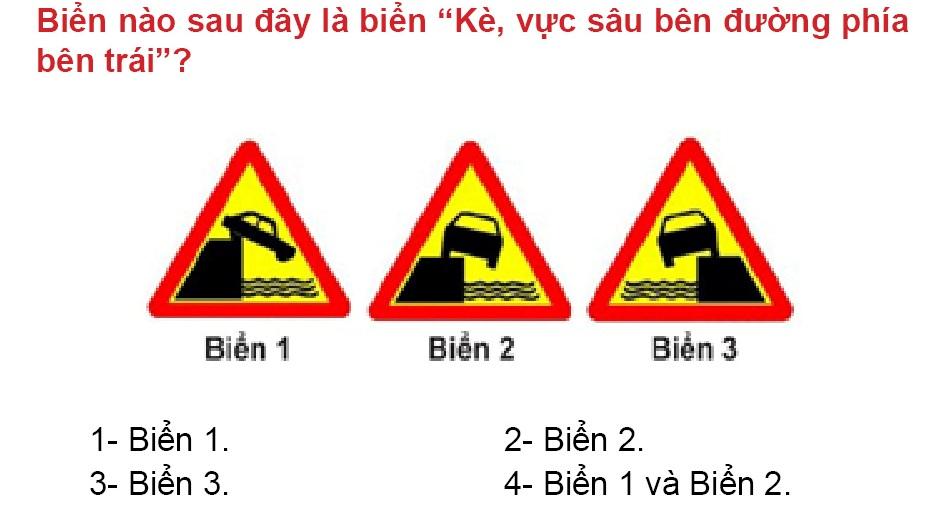 Biển nào sau đây là biển “Kè, vực sâu bên đường phía
bên trái”?
Biển 1 Biển 2 Biển 3
1- Biển 1. 2- Biển 2.
3- Biển 3. 4- Biển 1 và Biển 2.